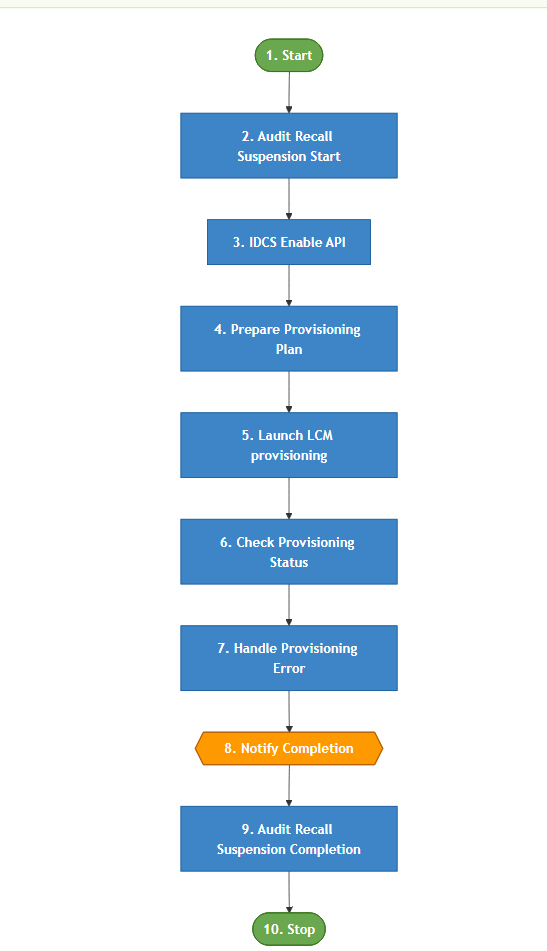 1. Start
2. Audit Recall
Suspension Start
3. IDCS Enable API
4. Prepare Provisioning
Plan
5. Launch LCM
provisioning
6. Check Provisioning
Status
7. Handle Provisioning
Error
8. Notify Completion
9. Audit Recall
Suspension Completion
10. Stop